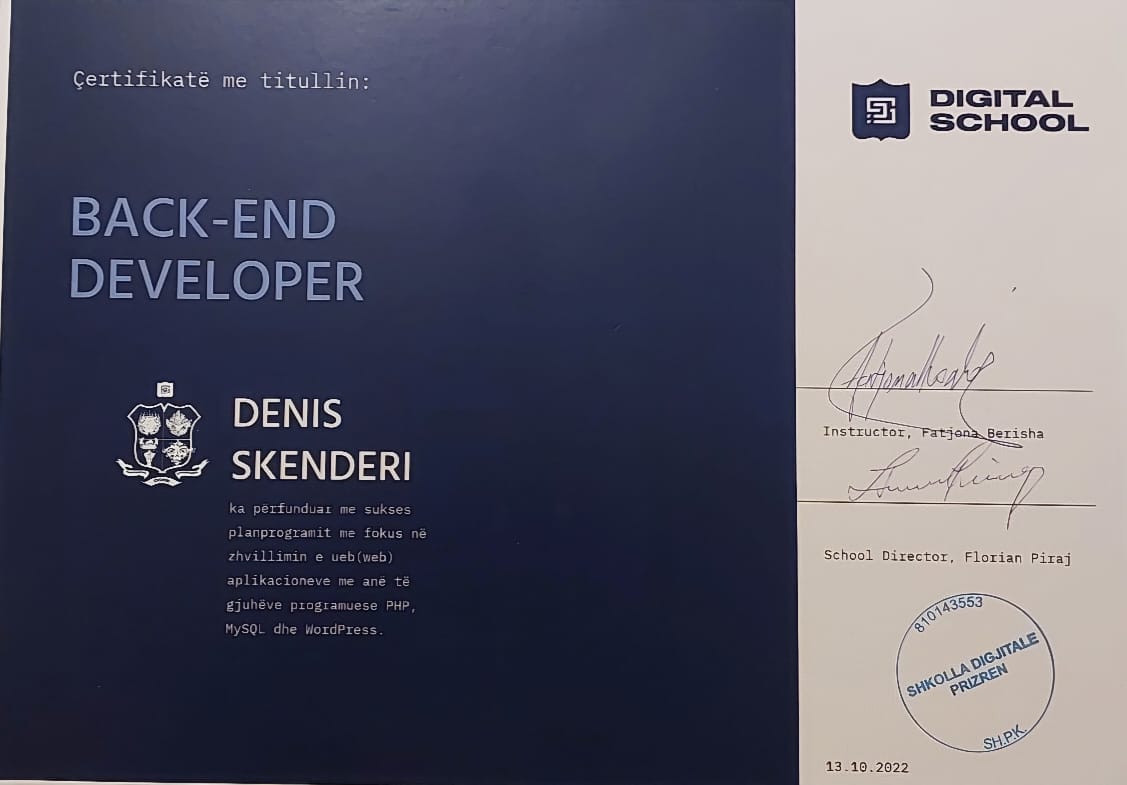 Çertifikatë me titullin:
BACK-END
DEVELOPER
DENIS
SKENDERI
ka përfunduar me sukses
planprogramit me fokus në
zhvillimin e ueb(web)
aplikacioneve me anë të
gjuhëve programuese PHP,
MySQL dhe WordPress.
DIGITAL
SCHOOL
Instructor, Fatjona Berisha
School Director, Florian Piraj
810143553
SHKOLLA DIGJITALE
PRIZREN
SH.P.K.
13.10.2022